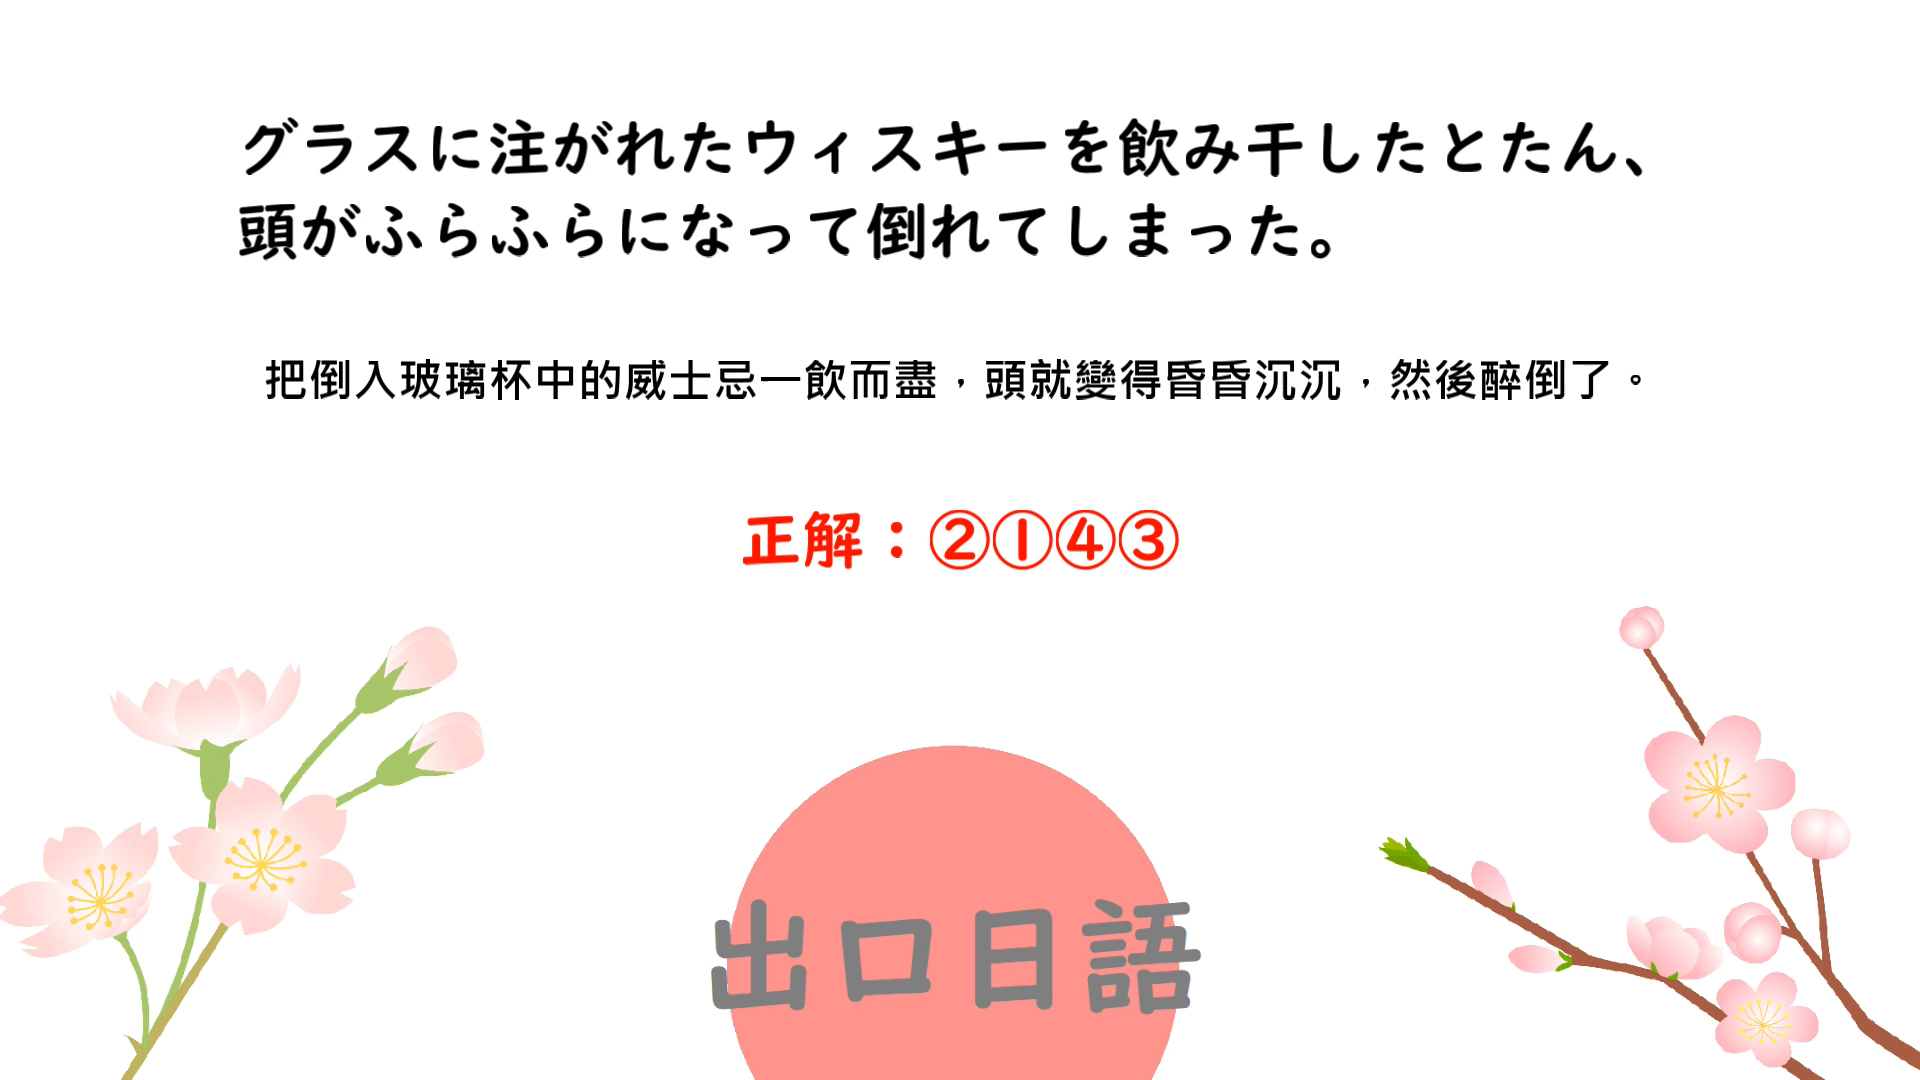 グラスに注がれたウィスキーを飲み干したとたん、
頭がふらふらになって倒れてしまった。
把倒入玻璃杯中的威士忌一飲而盡，頭就變得昏昏沉沉，然後醉倒了。
正解：②①④③
出口日語